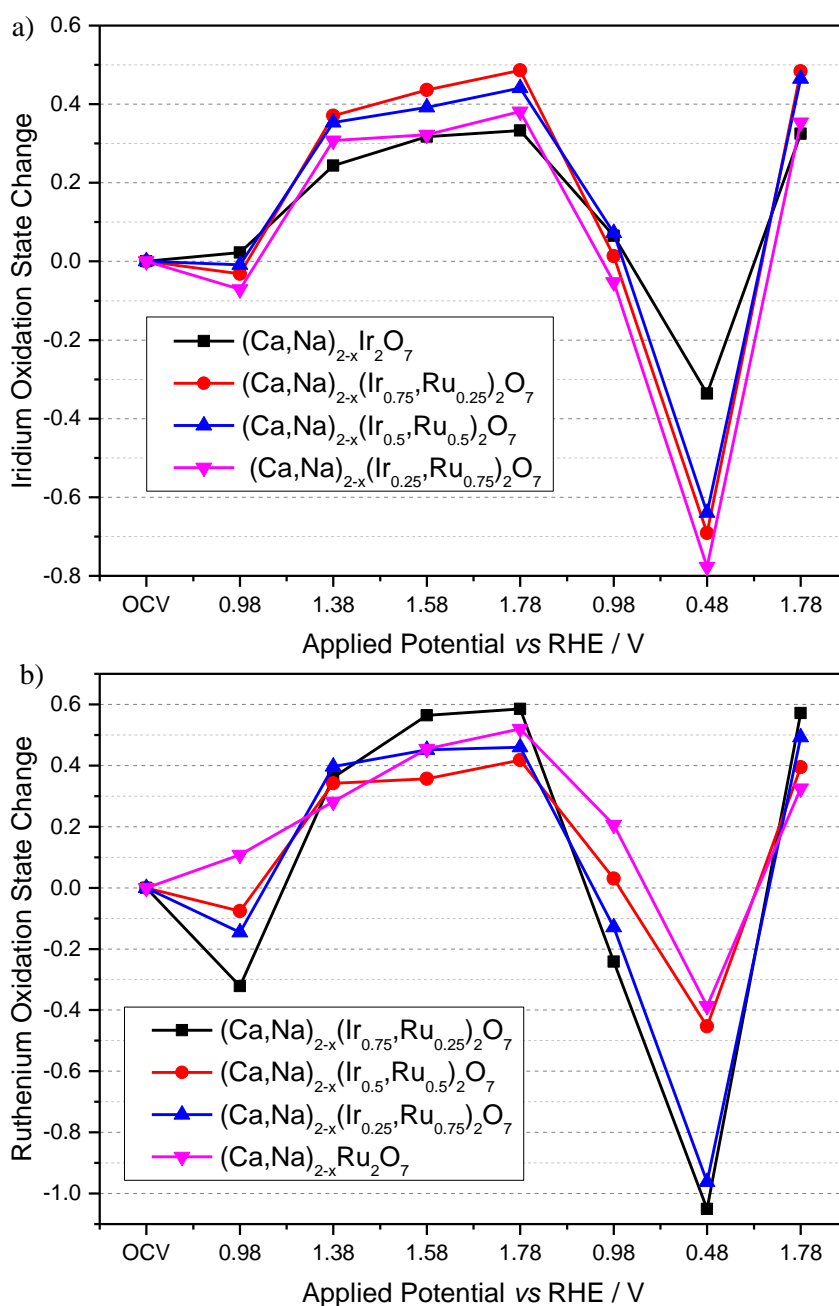 a)
0.6
0.4
0.2
0.0
-0.2
-0.4
-0.6
-0.8
Iridium Oxidation State Change
(Ca,Na)2-xIr2O7
(Ca,Na)2-x(Ir0.75,Ru0.25)2O7
(Ca,Na)2-x(Ir0.5,Ru0.5)2O7
(Ca,Na)2-x(Ir0.25,Ru0.75)2O7
OCV 0.98 1.38 1.58 1.78 0.98 0.48 1.78
Applied Potential vs RHE / V
b)
0.6
0.4
0.2
0.0
-0.2
-0.4
-0.6
-0.8
-1.0
Ruthenium Oxidation State Change
(Ca,Na)2-x(Ir0.75,Ru0.25)2O7
(Ca,Na)2-x(Ir0.5,Ru0.5)2O7
(Ca,Na)2-x(Ir0.25,Ru0.75)2O7
(Ca,Na)2-xRu2O7
OCV 0.98 1.38 1.58 1.78 0.98 0.48 1.78
Applied Potential vs RHE / V